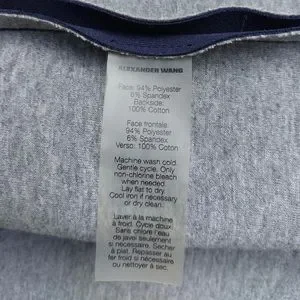 ALEXANDER WANG
Face: 94% Polyester
6% Spandex
Backside:
100% Cotton
Face frontale:
94% Polyester
6% Spandex
Verso: 100% Cotton
Machine wash cold.
Gentle cycle. Only
non-chlorine bleach
when needed.
Lay flat to dry.
Cool iron if necessary
or dry clean.
Laver à la machine
à froid. Cycle doux.
Sans chlore l'eau
de javel seulement
si nécessaire. Sechar
à plat. Repasser au
fer froid si nécessaire
ou nettoyer à sec.